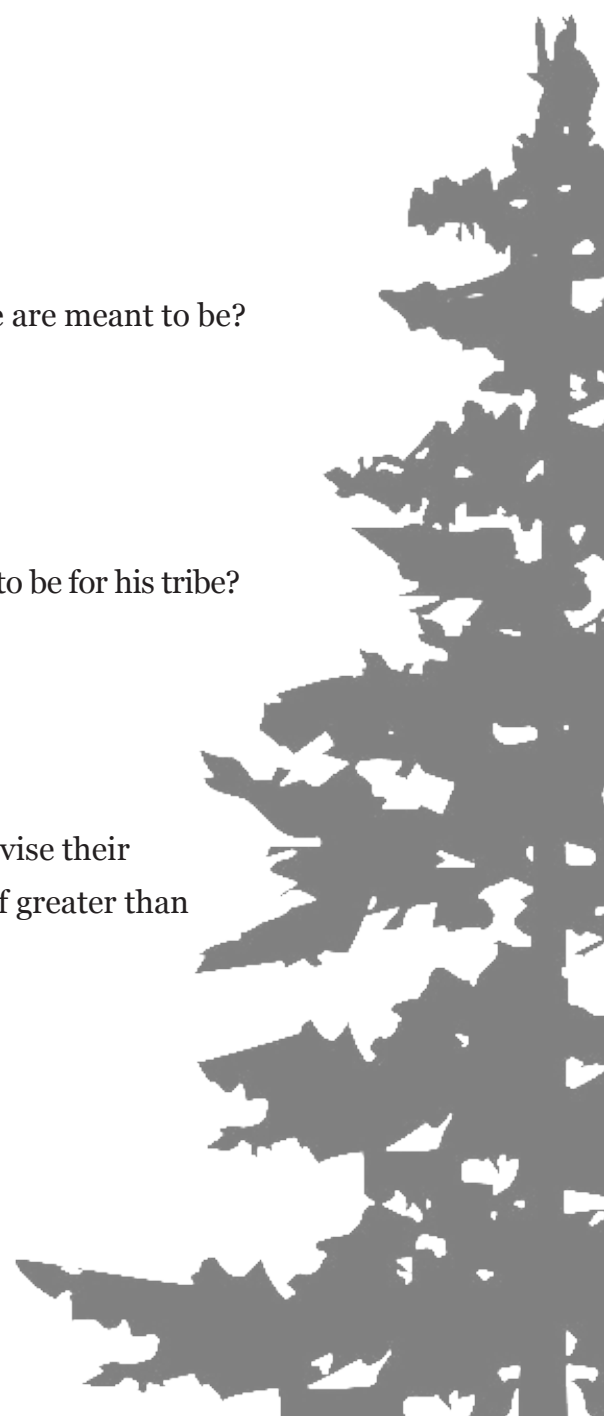 are meant to be?
to be for his tribe?
vise their
greater than